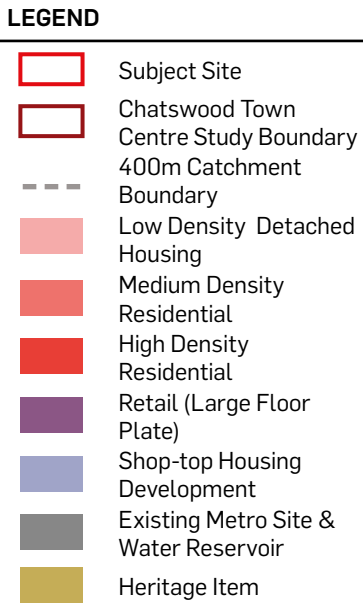 LEGEND
Subject Site
Chatswood Town
Centre Study Boundary
400m Catchment
Boundary
Low Density Detached
Housing
Medium Density
Residential
High Density
Residential
Retail (Large Floor
Plate)
Shop-top Housing
Development
Existing Metro Site &
Water Reservoir
Heritage Item